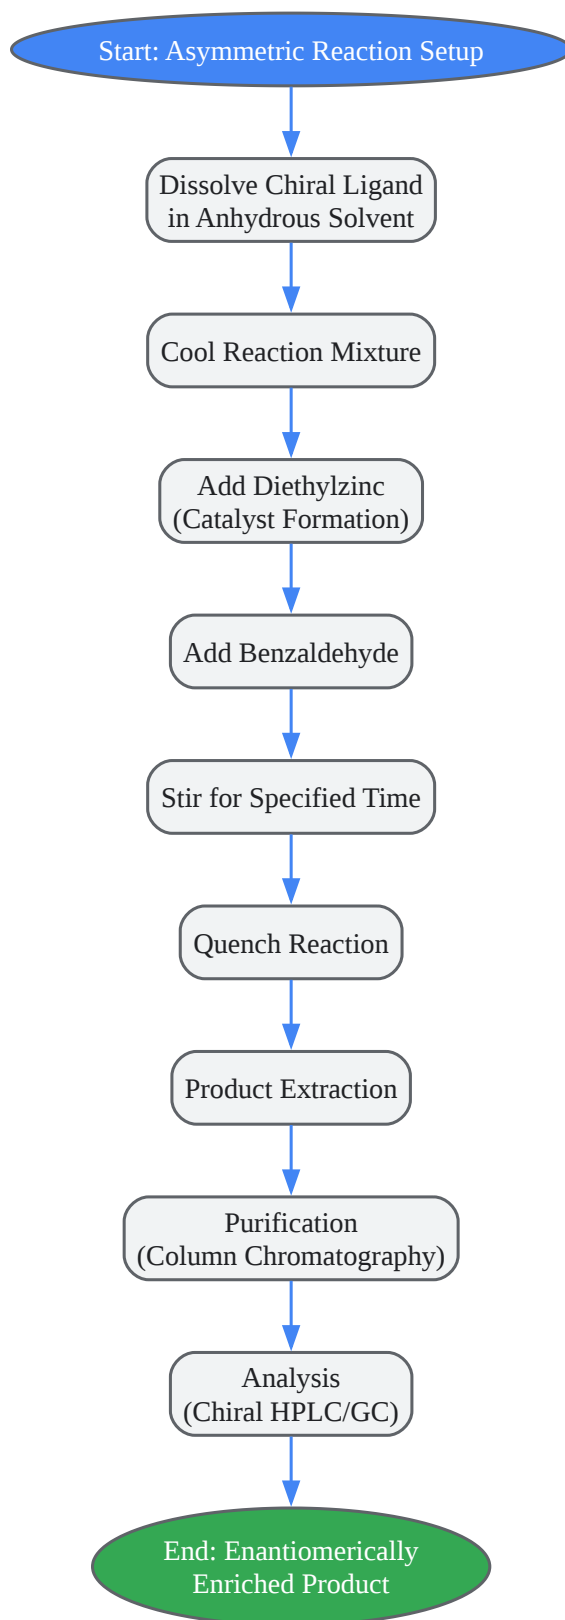 Start: Asymmetric Reaction Setup
Dissolve Chiral Ligand
in Anhydrous Solvent
Cool Reaction Mixture
Add Diethylzinc
(Catalyst Formation)
Add Benzaldehyde
Stir for Specified Time
Quench Reaction
Product Extraction
Purification
(Column Chromatography)
Analysis
(Chiral HPLC/GC)
End: Enantiomerically
Enriched Product